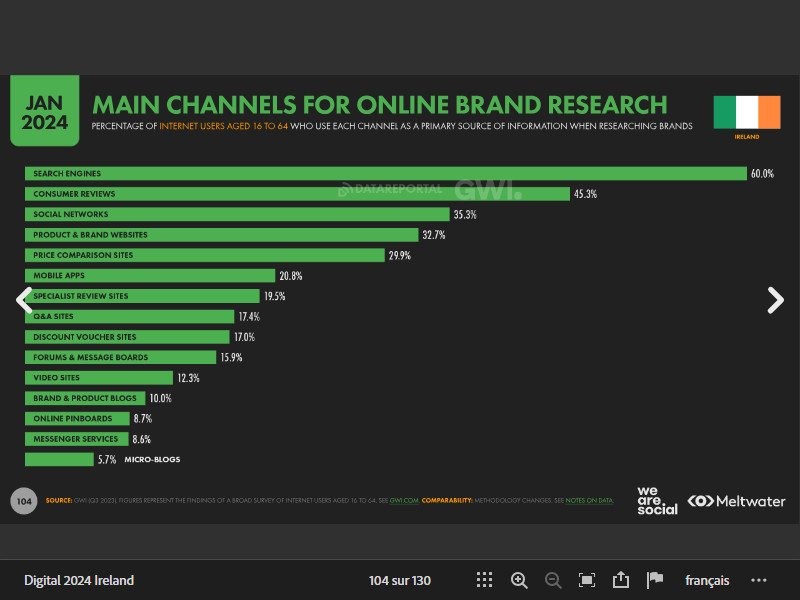 JAN
2024
MAIN CHANNELS FOR ONLINE BRAND RESEARCH
PERCENTAGE OF INTERNET USERS AGED 16 TO 64 WHO USE EACH CHANNEL AS A PRIMARY SOURCE OF INFORMATION WHEN RESEARCHING BRANDS
IRELAND
SEARCH ENGINES 60.0%
DATAREPORTAL GWI.
CONSUMER REVIEWS 45.3%
SOCIAL NETWORKS 35.3%
PRODUCT & BRAND WEBSITES 32.7%
PRICE COMPARISON SITES 29.9%
MOBILE APPS 20.8%
SPECIALIST REVIEW SITES 19.5%
Q&A SITES 17.4%
DISCOUNT VOUCHER SITES 17.0%
FORUMS & MESSAGE BOARDS 15.9%
VIDEO SITES 12.3%
BRAND & PRODUCT BLOGS 10.0%
ONLINE PINBOARDS 8.7%
MESSENGER SERVICES 8.6%
5.7% MICRO-BLOGS
104
SOURCE: GWI (Q3 2023). FIGURES REPRESENT THE FINDINGS OF A BROAD SURVEY OF INTERNET USERS AGED 16 TO 64. SEE GWI.COM. COMPARABILITY: METHODOLOGY CHANGES. SEE NOTES ON DATA.
we
are
social
Meltwater
Digital 2024 Ireland
104 sur 130
français